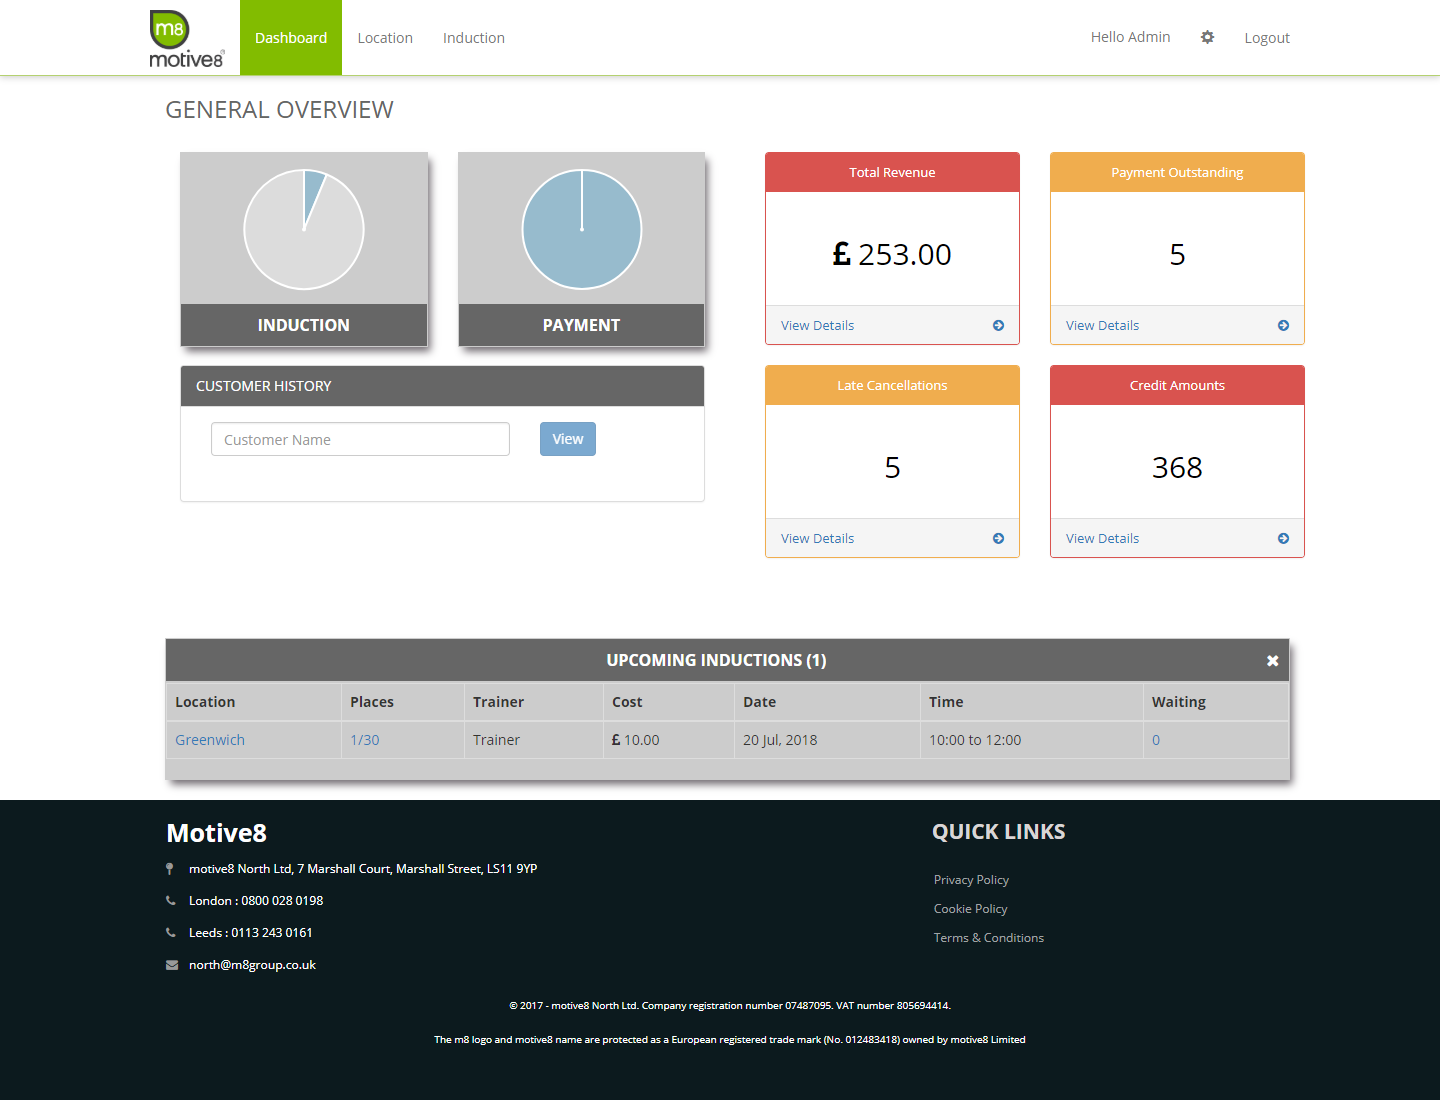 m8
motive8®
Dashboard Location Induction Hello Admin Logout
GENERAL OVERVIEW
INDUCTION
PAYMENT
Total Revenue
£ 253.00
View Details
Payment Outstanding
5
View Details
CUSTOMER HISTORY
Customer Name View
Late Cancellations
5
View Details
Credit Amounts
368
View Details
UPCOMING INDUCTIONS (1)
Location Places Trainer Cost Date Time Waiting
Greenwich 1/30 Trainer £ 10.00 20 Jul, 2018 10:00 to 12:00 0
Motive8
motive8 North Ltd, 7 Marshall Court, Marshall Street, LS11 9YP
London : 0800 028 0198
Leeds : 0113 243 0161
north@m8group.co.uk
QUICK LINKS
Privacy Policy
Cookie Policy
Terms & Conditions
© 2017 - motive8 North Ltd. Company registration number 07487095. VAT number 805694414.
The m8 logo and motive8 name are protected as a European registered trade mark (No. 012483418) owned by motive8 Limited